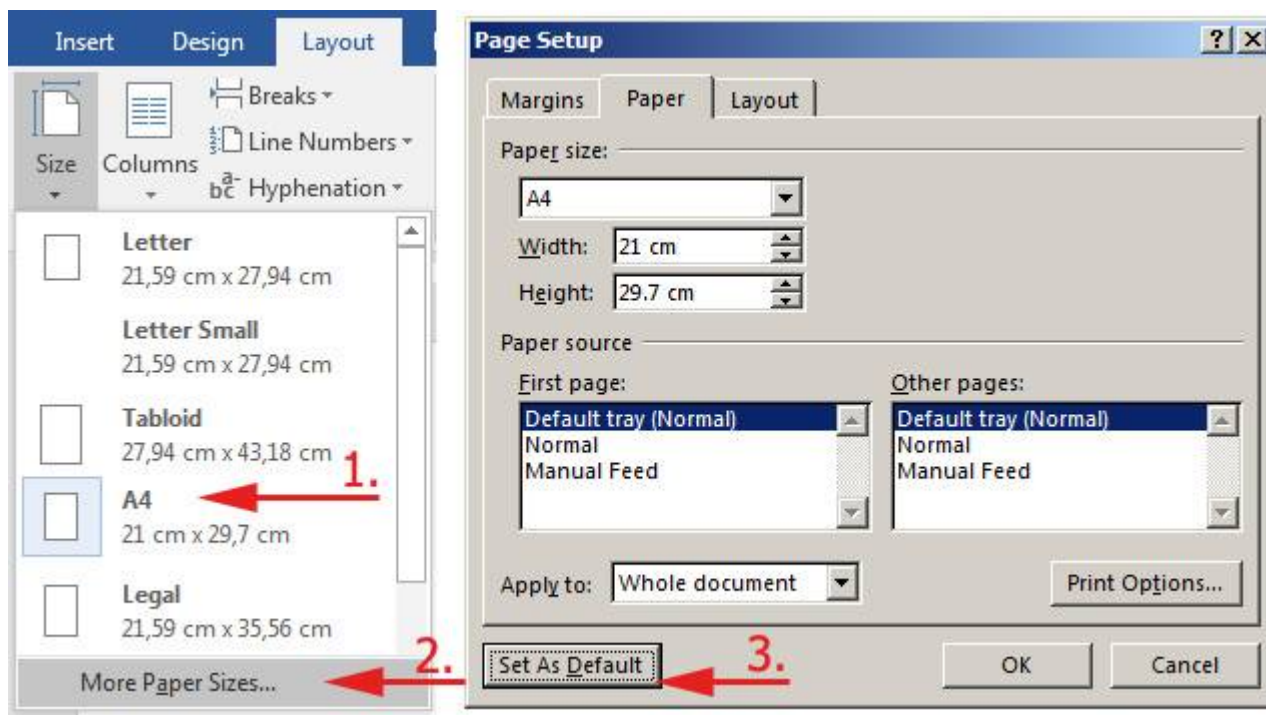 Insert Design Layout
Breaks
Line Numbers
Size Columns
Hyphenation
Letter
21,59 cm x 27,94 cm
Letter Small
21,59 cm x 27,94 cm
Tabloid
27,94 cm x 43,18 cm
1.
A4
21 cm x 29,7 cm
Legal
21,59 cm x 35,56 cm
More Paper Sizes...
2.
Page Setup
Margins Paper Layout
Paper size:
A4
Width: 21 cm
Height: 29.7 cm
Paper source
First page: Other pages:
Default tray (Normal) Default tray (Normal)
Normal Normal
Manual Feed Manual Feed
Apply to: Whole document Print Options...
Set As Default 3. OK Cancel